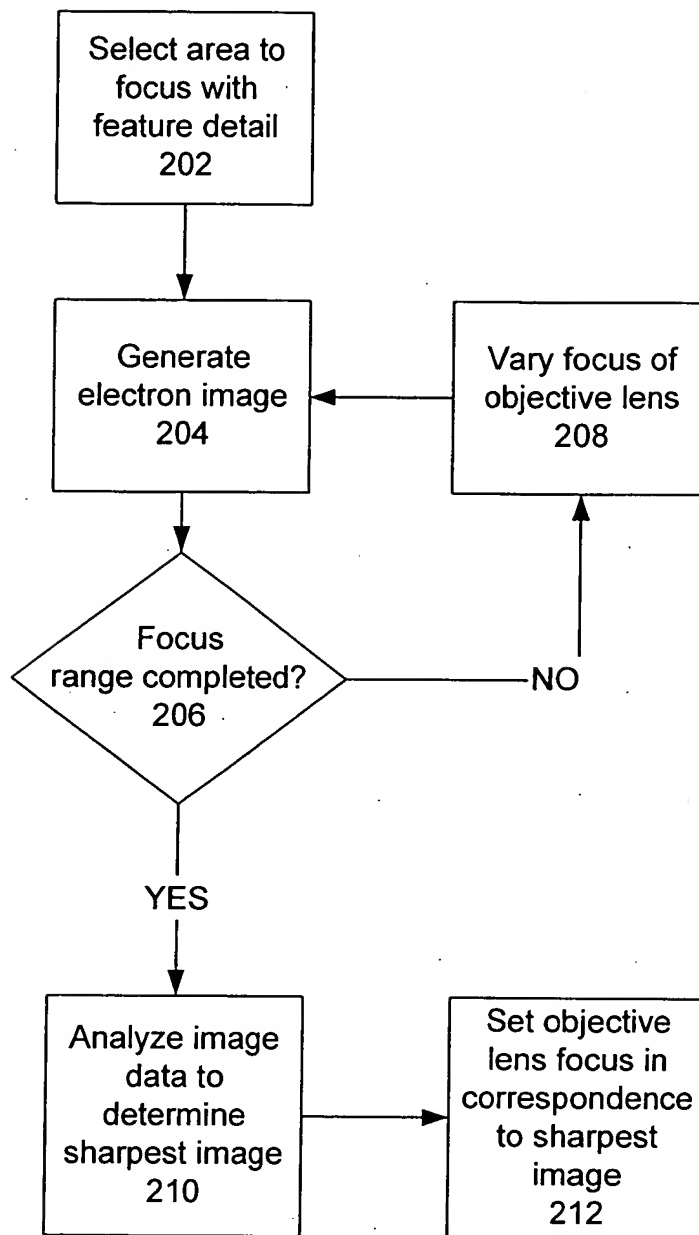 Select area to
focus with
feature detail
202
Generate
electron image
204
Vary focus of
objective lens
208
Focus
range completed?
206
NO
YES
Analyze image
data to
determine
sharpest image
210
Set objective
lens focus in
correspondence
to sharpest
image
212